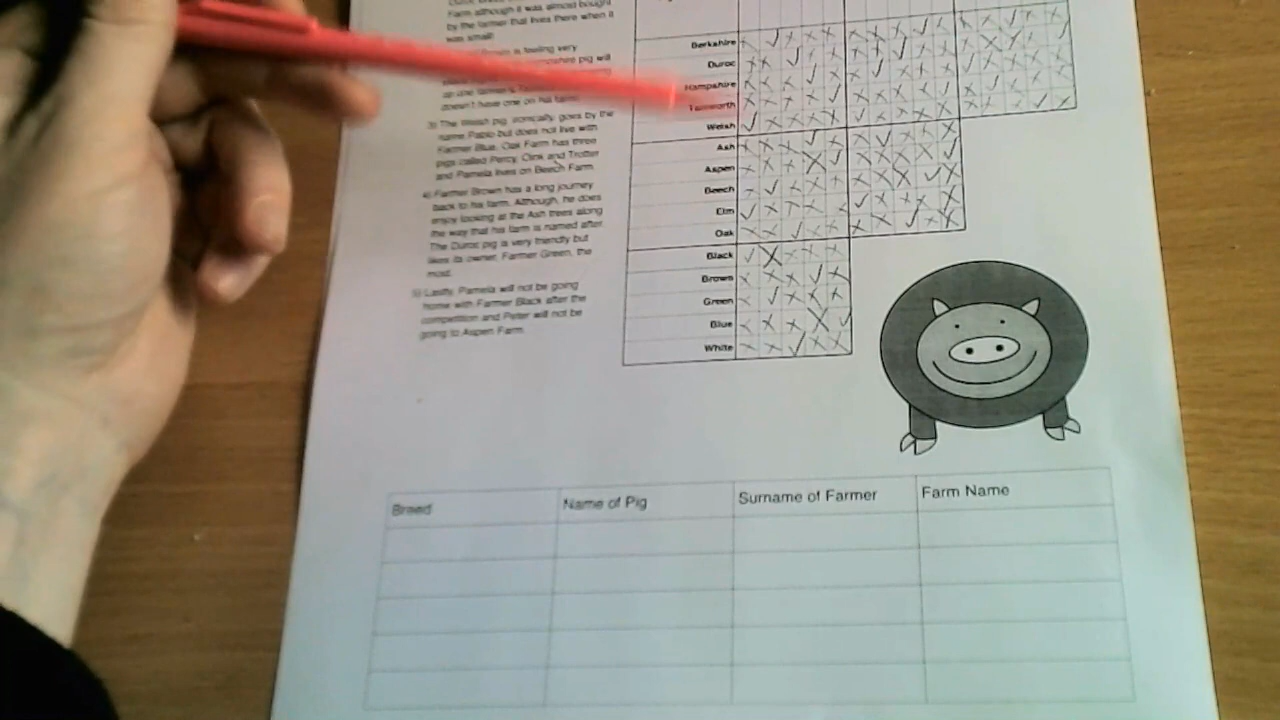 Farm although it was almost bought
by the farmer that lives there when it
was small!
is feeling very
pig will
doesn't have one on his farm.
3) The Welsh pig, ironically, goes by the
name Pablo but does not live with
Farmer Blue. Oak Farm has three
pigs called Percy, Oink and Trotter
and Pamela lives on Beech Farm.
4) Farmer Brown has a long journey
back to his farm. Although, he does
enjoy looking at the Ash trees along
the way that his farm is named after.
The Duroc pig is a very friendly but
likes its owner, Farmer Green, the
most.
5) Lastly, Pamela will not be going
home with Farmer Black after the
competition and Peter will not be
going to Aspen Farm.
Berkshire
Duroc
Hampshire
Tamworth
Welsh
Ash
Aspen
Beech
Elm
Oak
Black
Brown
Green
Blue
White
Breed Name of Pig Surname of Farmer Farm Name